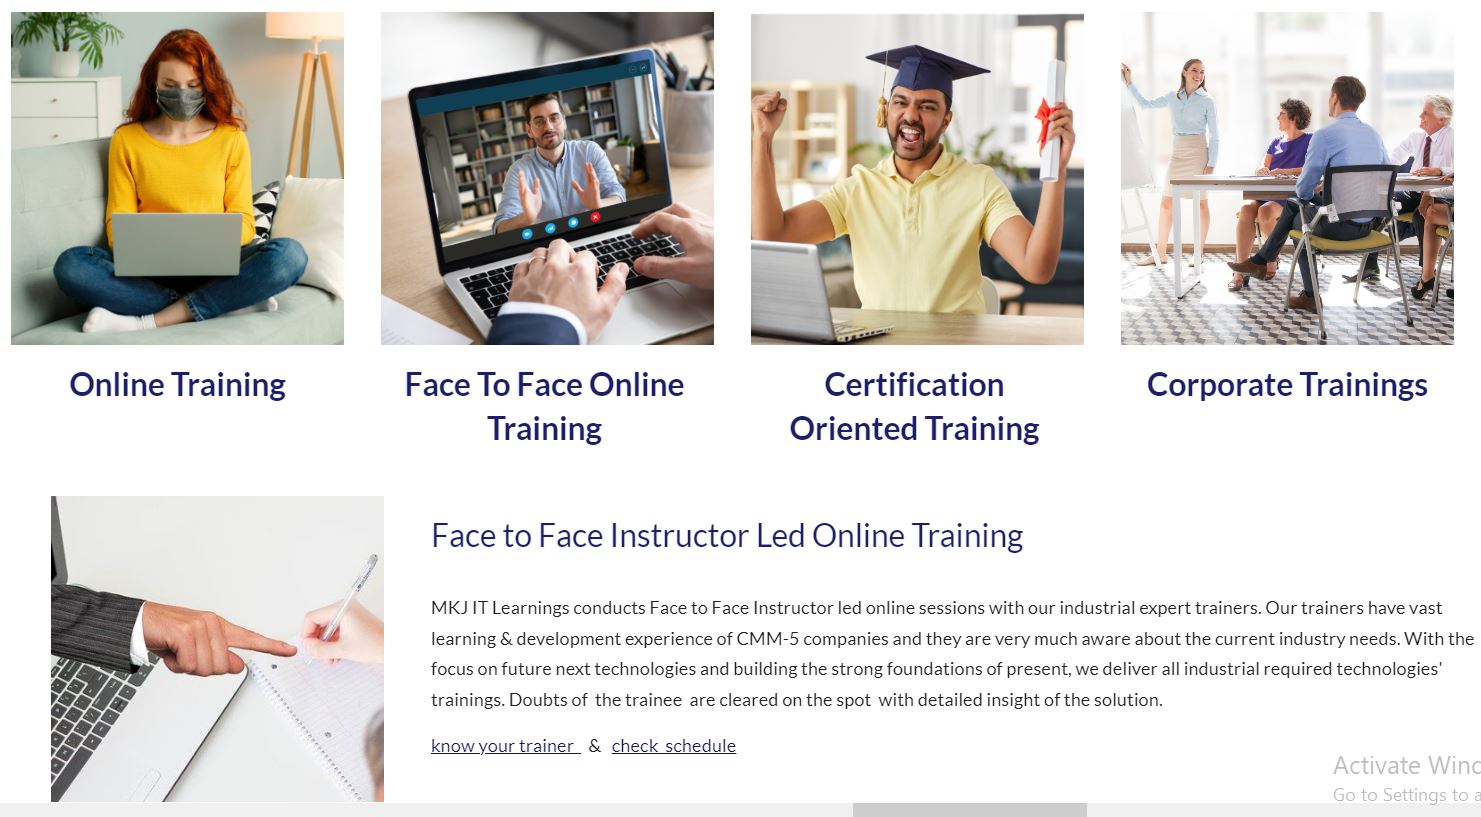 Online Training
Face To Face Online
Training
Certification
Oriented Training
Corporate Trainings
Face to Face Instructor Led Online Training
MKJ IT Learnings conducts Face to Face Instructor led online sessions with our industrial expert trainers. Our trainers have vast
learning & development experience of CMM-5 companies and they are very much aware about the current industry needs. With the
focus on future next technologies and building the strong foundations of present, we deliver all industrial required technologies'
trainings. Doubts of the trainee are cleared on the spot with detailed insight of the solution.
know your trainer & check schedule
Activate Winc
Go to Settings to a